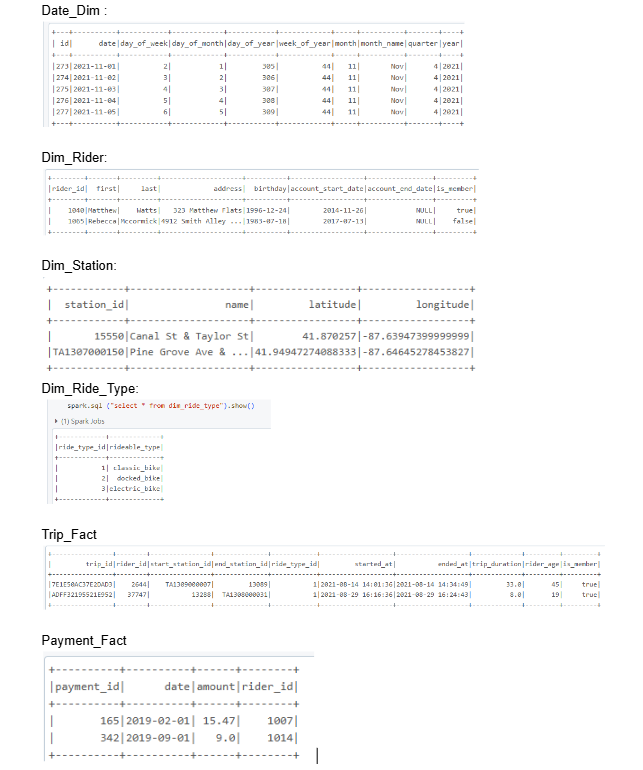 Date_Dim :
+---+----------+-----------+------------+-----------+------------+-----+----------+-------+----+
| id|      date|day_of_week|day_of_month|day_of_year|week_of_year|month|month_name|quarter|year|
+---+----------+-----------+------------+-----------+------------+-----+----------+-------+----+
|273|2021-11-01|          2|           1|        305|          44|   11|       Nov|      4|2021|
|274|2021-11-02|          3|           2|        306|          44|   11|       Nov|      4|2021|
|275|2021-11-03|          4|           3|        307|          44|   11|       Nov|      4|2021|
|276|2021-11-04|          5|           4|        308|          44|   11|       Nov|      4|2021|
|277|2021-11-05|          6|           5|        309|          44|   11|       Nov|      4|2021|
+---+----------+-----------+------------+-----------+------------+-----+----------+-------+----+
Dim_Rider:
+--------+-------+---------+-------------------+----------+------------------+----------------+---------+
|rider_id|  first|     last|            address|  birthday|account_start_date|account_end_date|is_member|
+--------+-------+---------+-------------------+----------+------------------+----------------+---------+
|    1040|Matthew|    Watts|  323 Matthew Flats|1996-12-24|        2014-11-26|            NULL|     true|
|    1065|Rebecca|Mccormick|4912 Smith Alley ...|1983-07-18|        2017-07-13|            NULL|    false|
+--------+-------+---------+-------------------+----------+------------------+----------------+---------+
Dim_Station:
+------------+-------------------+-----------------+------------------+
|  station_id|               name|         latitude|         longitude|
+------------+-------------------+-----------------+------------------+
|       15550|Canal St & Taylor St|        41.870257|-87.63947399999999|
|TA1307000150|Pine Grove Ave & ...|41.94947274088333|-87.64645278453827|
+------------+-------------------+-----------------+------------------+
Dim_Ride_Type:
spark.sql ("select * from dim_ride_type").show()
(1) Spark Jobs
+------------+-------------+
|ride_type_id|rideable_type|
+------------+-------------+
|           1| classic_bike|
|           2|  docked_bike|
|           3|electric_bike|
+------------+-------------+
Trip_Fact
+----------------+--------+----------------+--------------+------------+-------------------+-------------------+-------------+---------+---------+
|         trip_id|rider_id|start_station_id|end_station_id|ride_type_id|         started_at|           ended_at|trip_duration|rider_age|is_member|
+----------------+--------+----------------+--------------+------------+-------------------+-------------------+-------------+---------+---------+
|7E1E50AC37E2DAD3|    2644|    TA1309000007|         13089|           1|2021-08-14 14:01:36|2021-08-14 14:34:49|         33.0|       45|     true|
|ADFF32195521E952|   37747|           13288|  TA1308000031|           1|2021-08-29 16:16:36|2021-08-29 16:24:43|          8.0|       19|     true|
+----------------+--------+----------------+--------------+------------+-------------------+-------------------+-------------+---------+---------+
Payment_Fact
+----------+----------+------+--------+
|payment_id|      date|amount|rider_id|
+----------+----------+------+--------+
|       165|2019-02-01| 15.47|    1007|
|       342|2019-09-01|   9.0|    1014|
+----------+----------+------+--------+